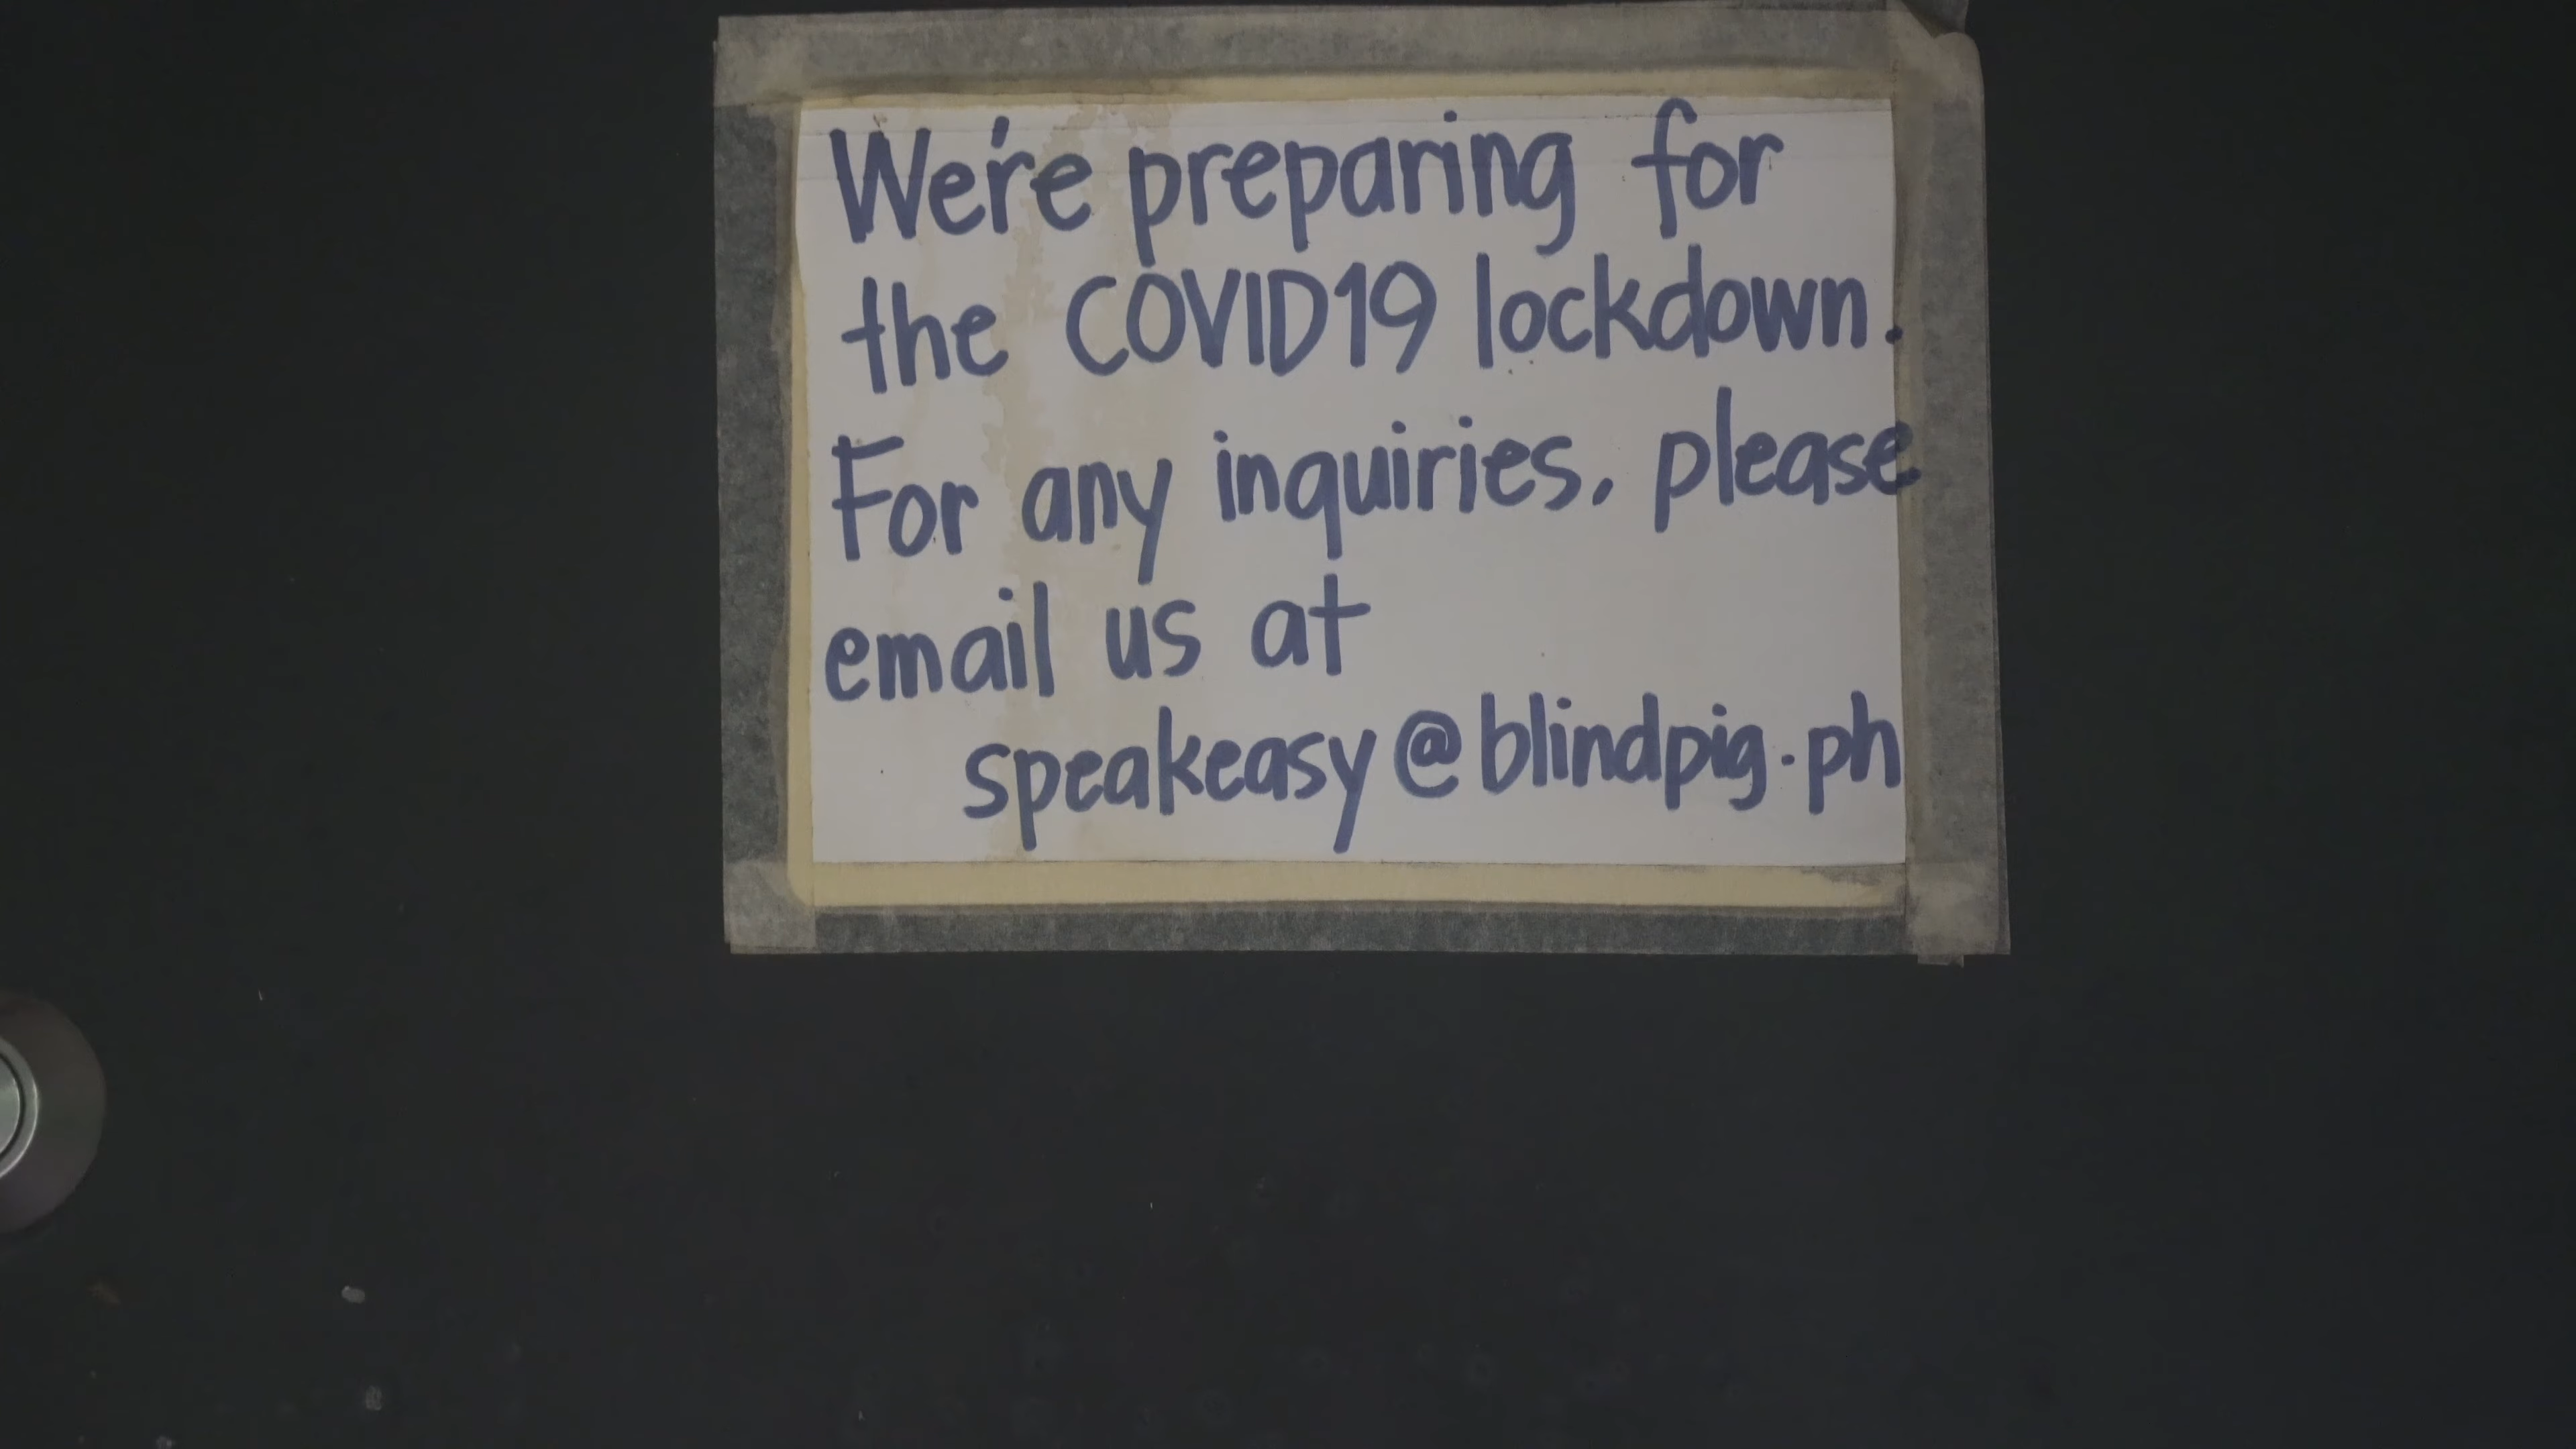 We're preparing for
the COVID19 lockdown.
For any inquiries, please
email us at
speakeasy@blindpig.ph